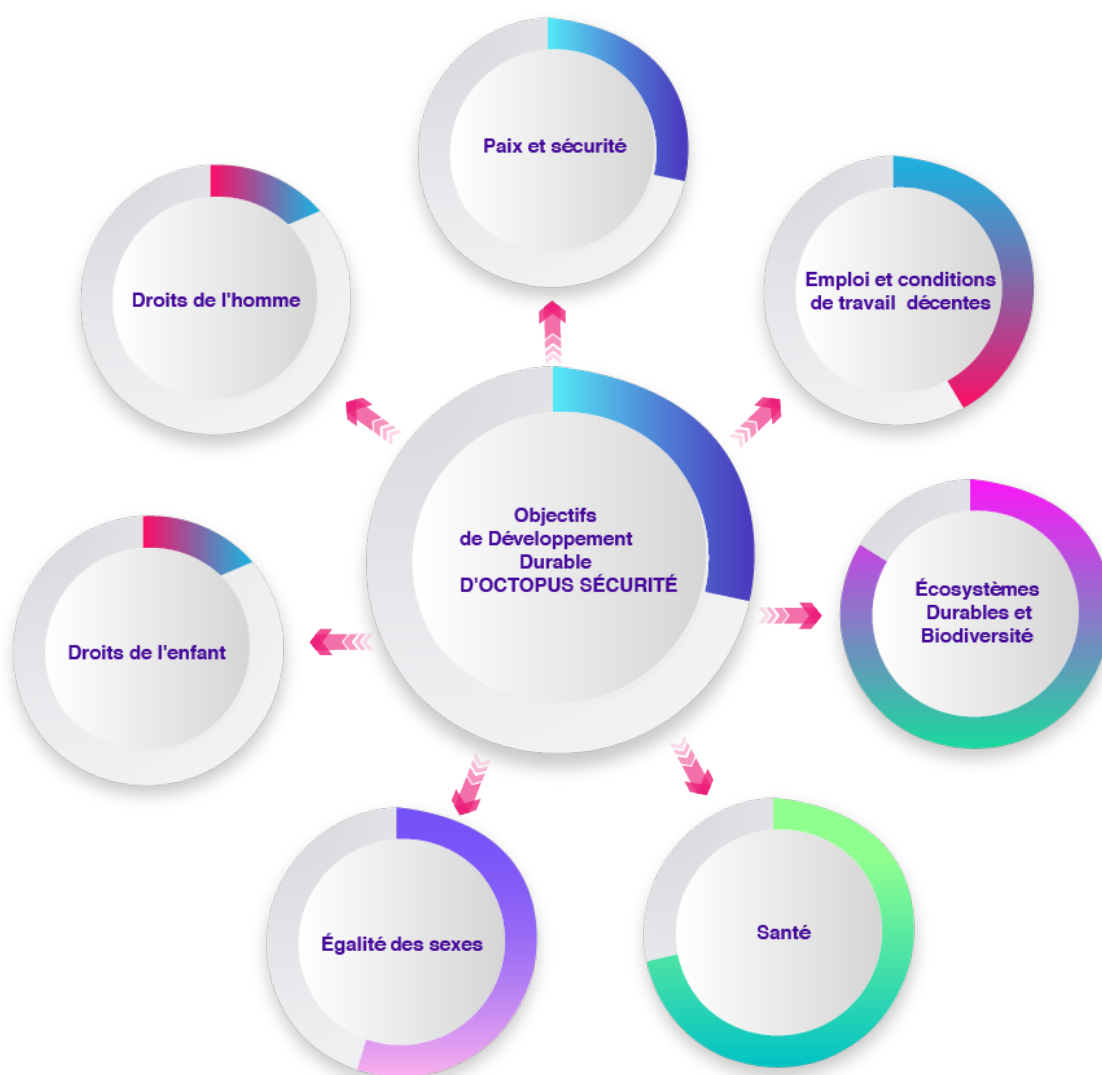 Paix et sécurité
Droits de l'homme
Emploi et conditions
de travail décentes
Objectifs
de Développement
Durable
D'OCTOPUS SÉCURITÉ
Écosystèmes
Durables et
Biodiversité
Droits de l'enfant
Égalité des sexes
Santé